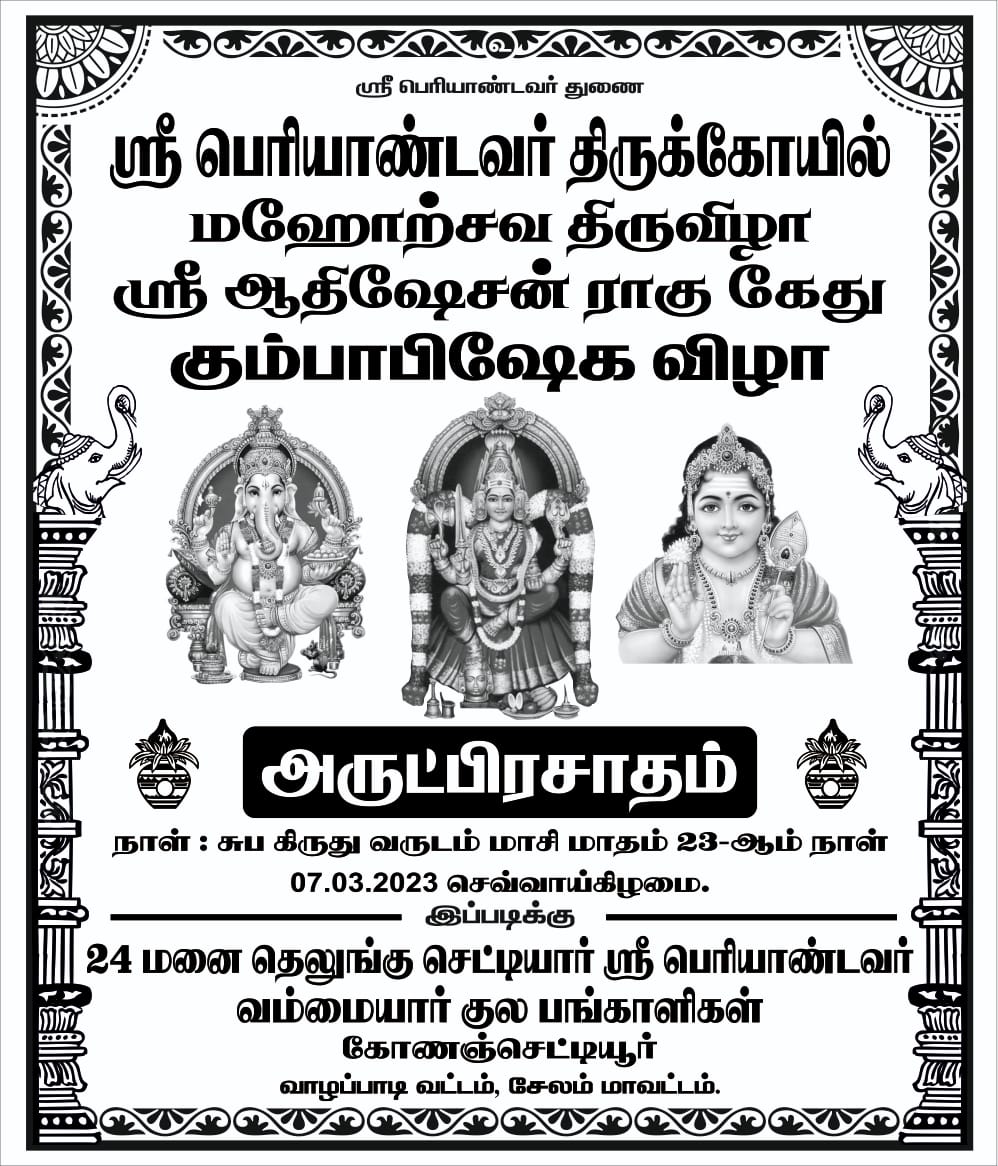 உ
ஸ்ரீ பெரியாண்டவர் துணை
ஸ்ரீ பெரியாண்டவர் திருக்கோயில்
மஹோற்சவ திருவிழா
ஸ்ரீ ஆதிஷேசன் ராகு கேது
கும்பாபிஷேக விழா
அருட்பிரசாதம்
நாள் : சுப கிருது வருடம் மாசி மாதம் 23-ஆம் நாள்
07.03.2023 செவ்வாய்கிழமை.
இப்படிக்கு
24 மனை தெலுங்கு செட்டியார் ஸ்ரீ பெரியாண்டவர்
வம்மையார் குல பங்காளிகள்
கோணஞ்செட்டியூர்
வாழப்பாடி வட்டம், சேலம் மாவட்டம்.